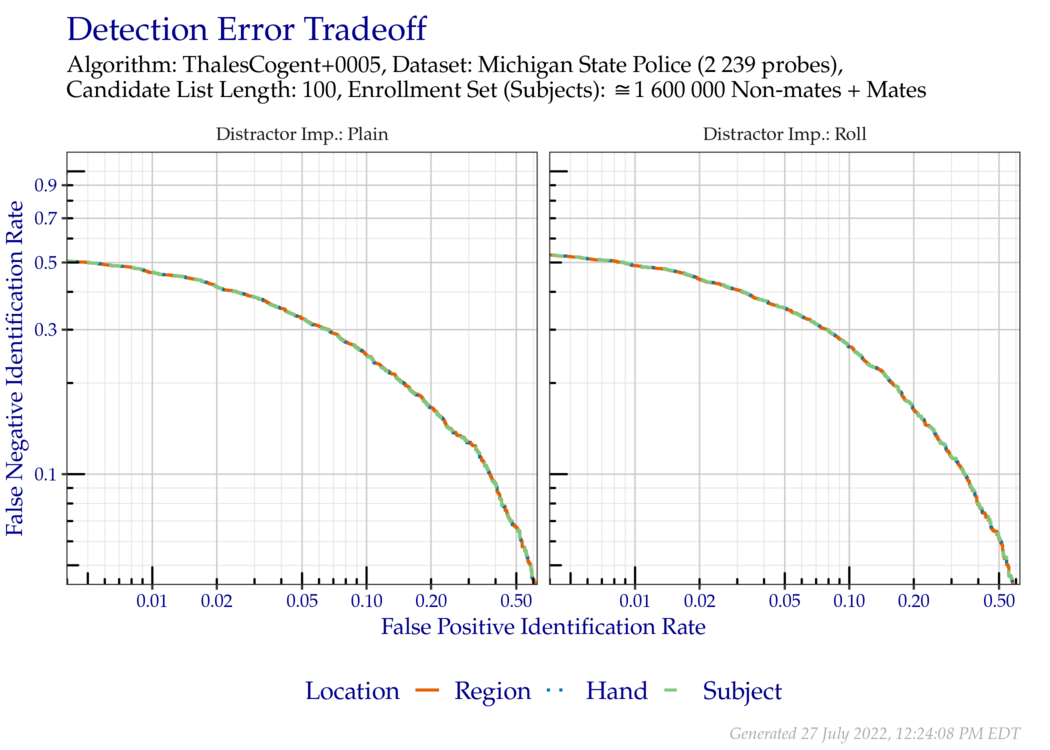 Detection Error Tradeoff
Algorithm: ThalesCogent+0005, Dataset: Michigan State Police (2 239 probes),
Candidate List Length: 100, Enrollment Set (Subjects): ≅1 600 000 Non-mates + Mates
Distractor Imp.: Plain
Distractor Imp.: Roll
False Negative Identification Rate
0.9
0.7
0.5
0.3
0.1
0.01 0.02 0.05 0.10 0.20 0.50
0.01 0.02 0.05 0.10 0.20 0.50
False Positive Identification Rate
Location Region Hand Subject
Generated 27 July 2022, 12:24:08 PM EDT